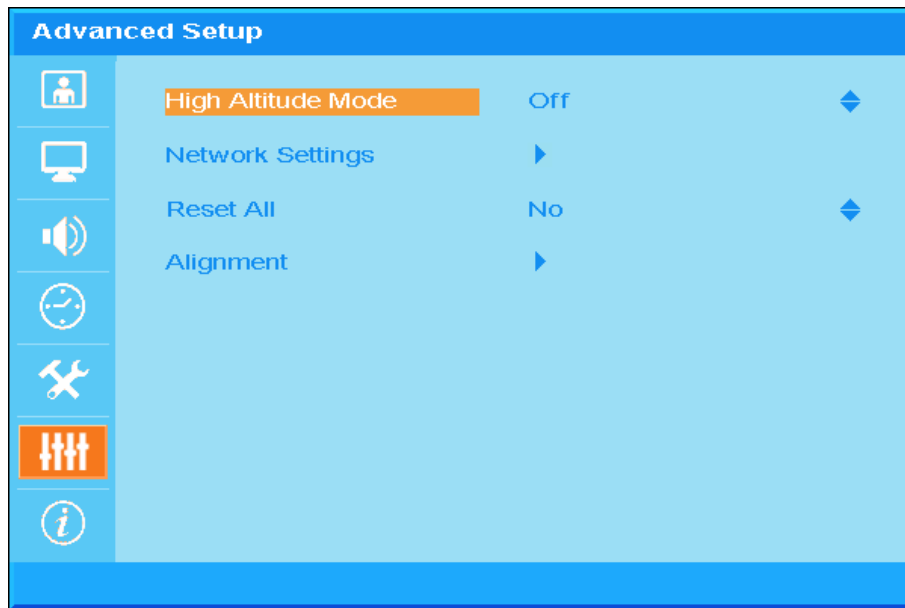 Advanced Setup
High Altitude Mode Off
Network Settings
Reset All No
Alignment
i